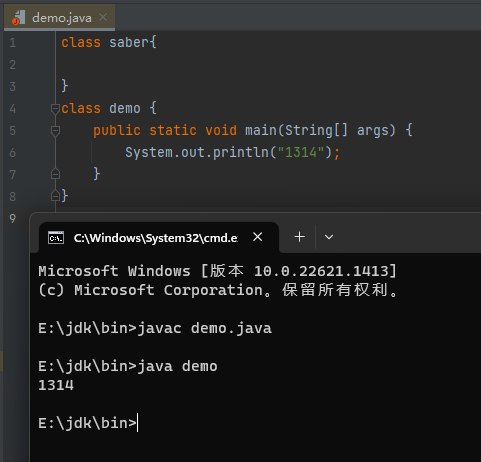 demo.java
1 class saber{
2
3 }
4 class demo {
5 public static void main(String[] args) {
6 System.out.println("1314");
7 }
8 }
9
C:\Windows\System32\cmd.e
Microsoft Windows [版本 10.0.22621.1413]
(c) Microsoft Corporation。保留所有权利。
E:\jdk\bin>javac demo.java
E:\jdk\bin>java demo
1314
E:\jdk\bin>